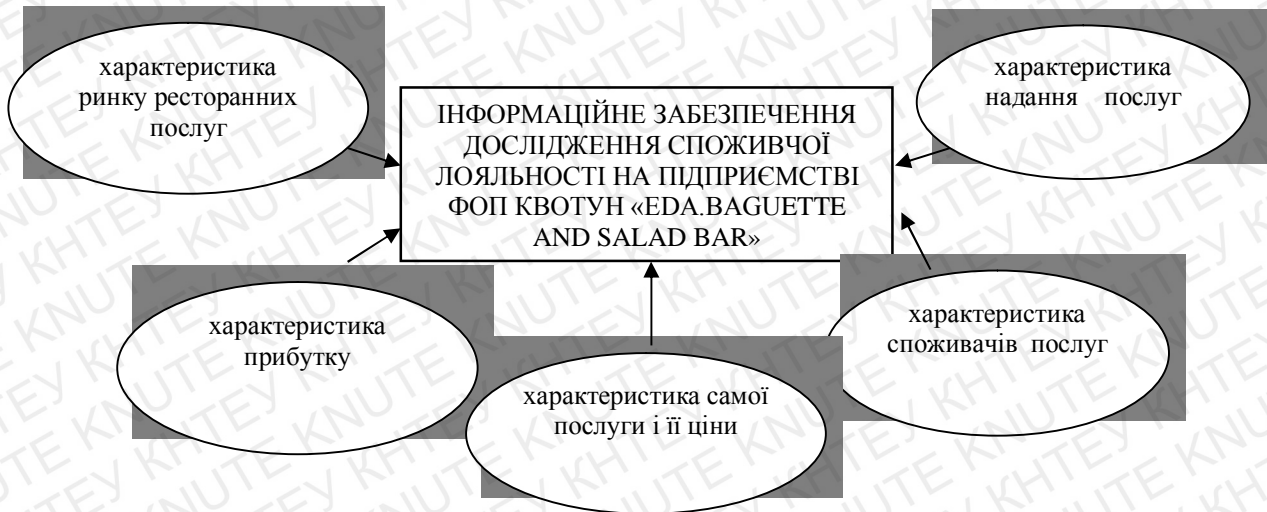 характеристика
ринку ресторанних
послуг
ІНФОРМАЦІЙНЕ ЗАБЕЗПЕЧЕННЯ
ДОСЛІДЖЕННЯ СПОЖИВЧОЇ
ЛОЯЛЬНОСТІ НА ПІДПРИЄМСТВІ
ФОП КВОТУН «EDA.BAGUETTE
AND SALAD BAR»
характеристика
надання послуг
характеристика
прибутку
характеристика самої
послуги і її ціни
характеристика
споживачів послуг